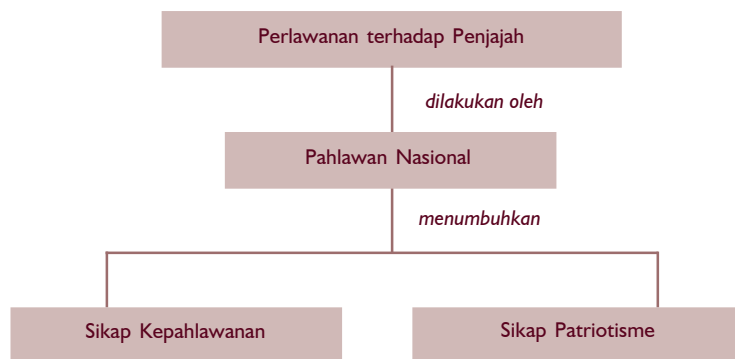 Perlawanan terhadap Penjajah
dilakukan oleh
Pahlawan Nasional
menumbuhkan
Sikap Kepahlawanan
Sikap Patriotisme